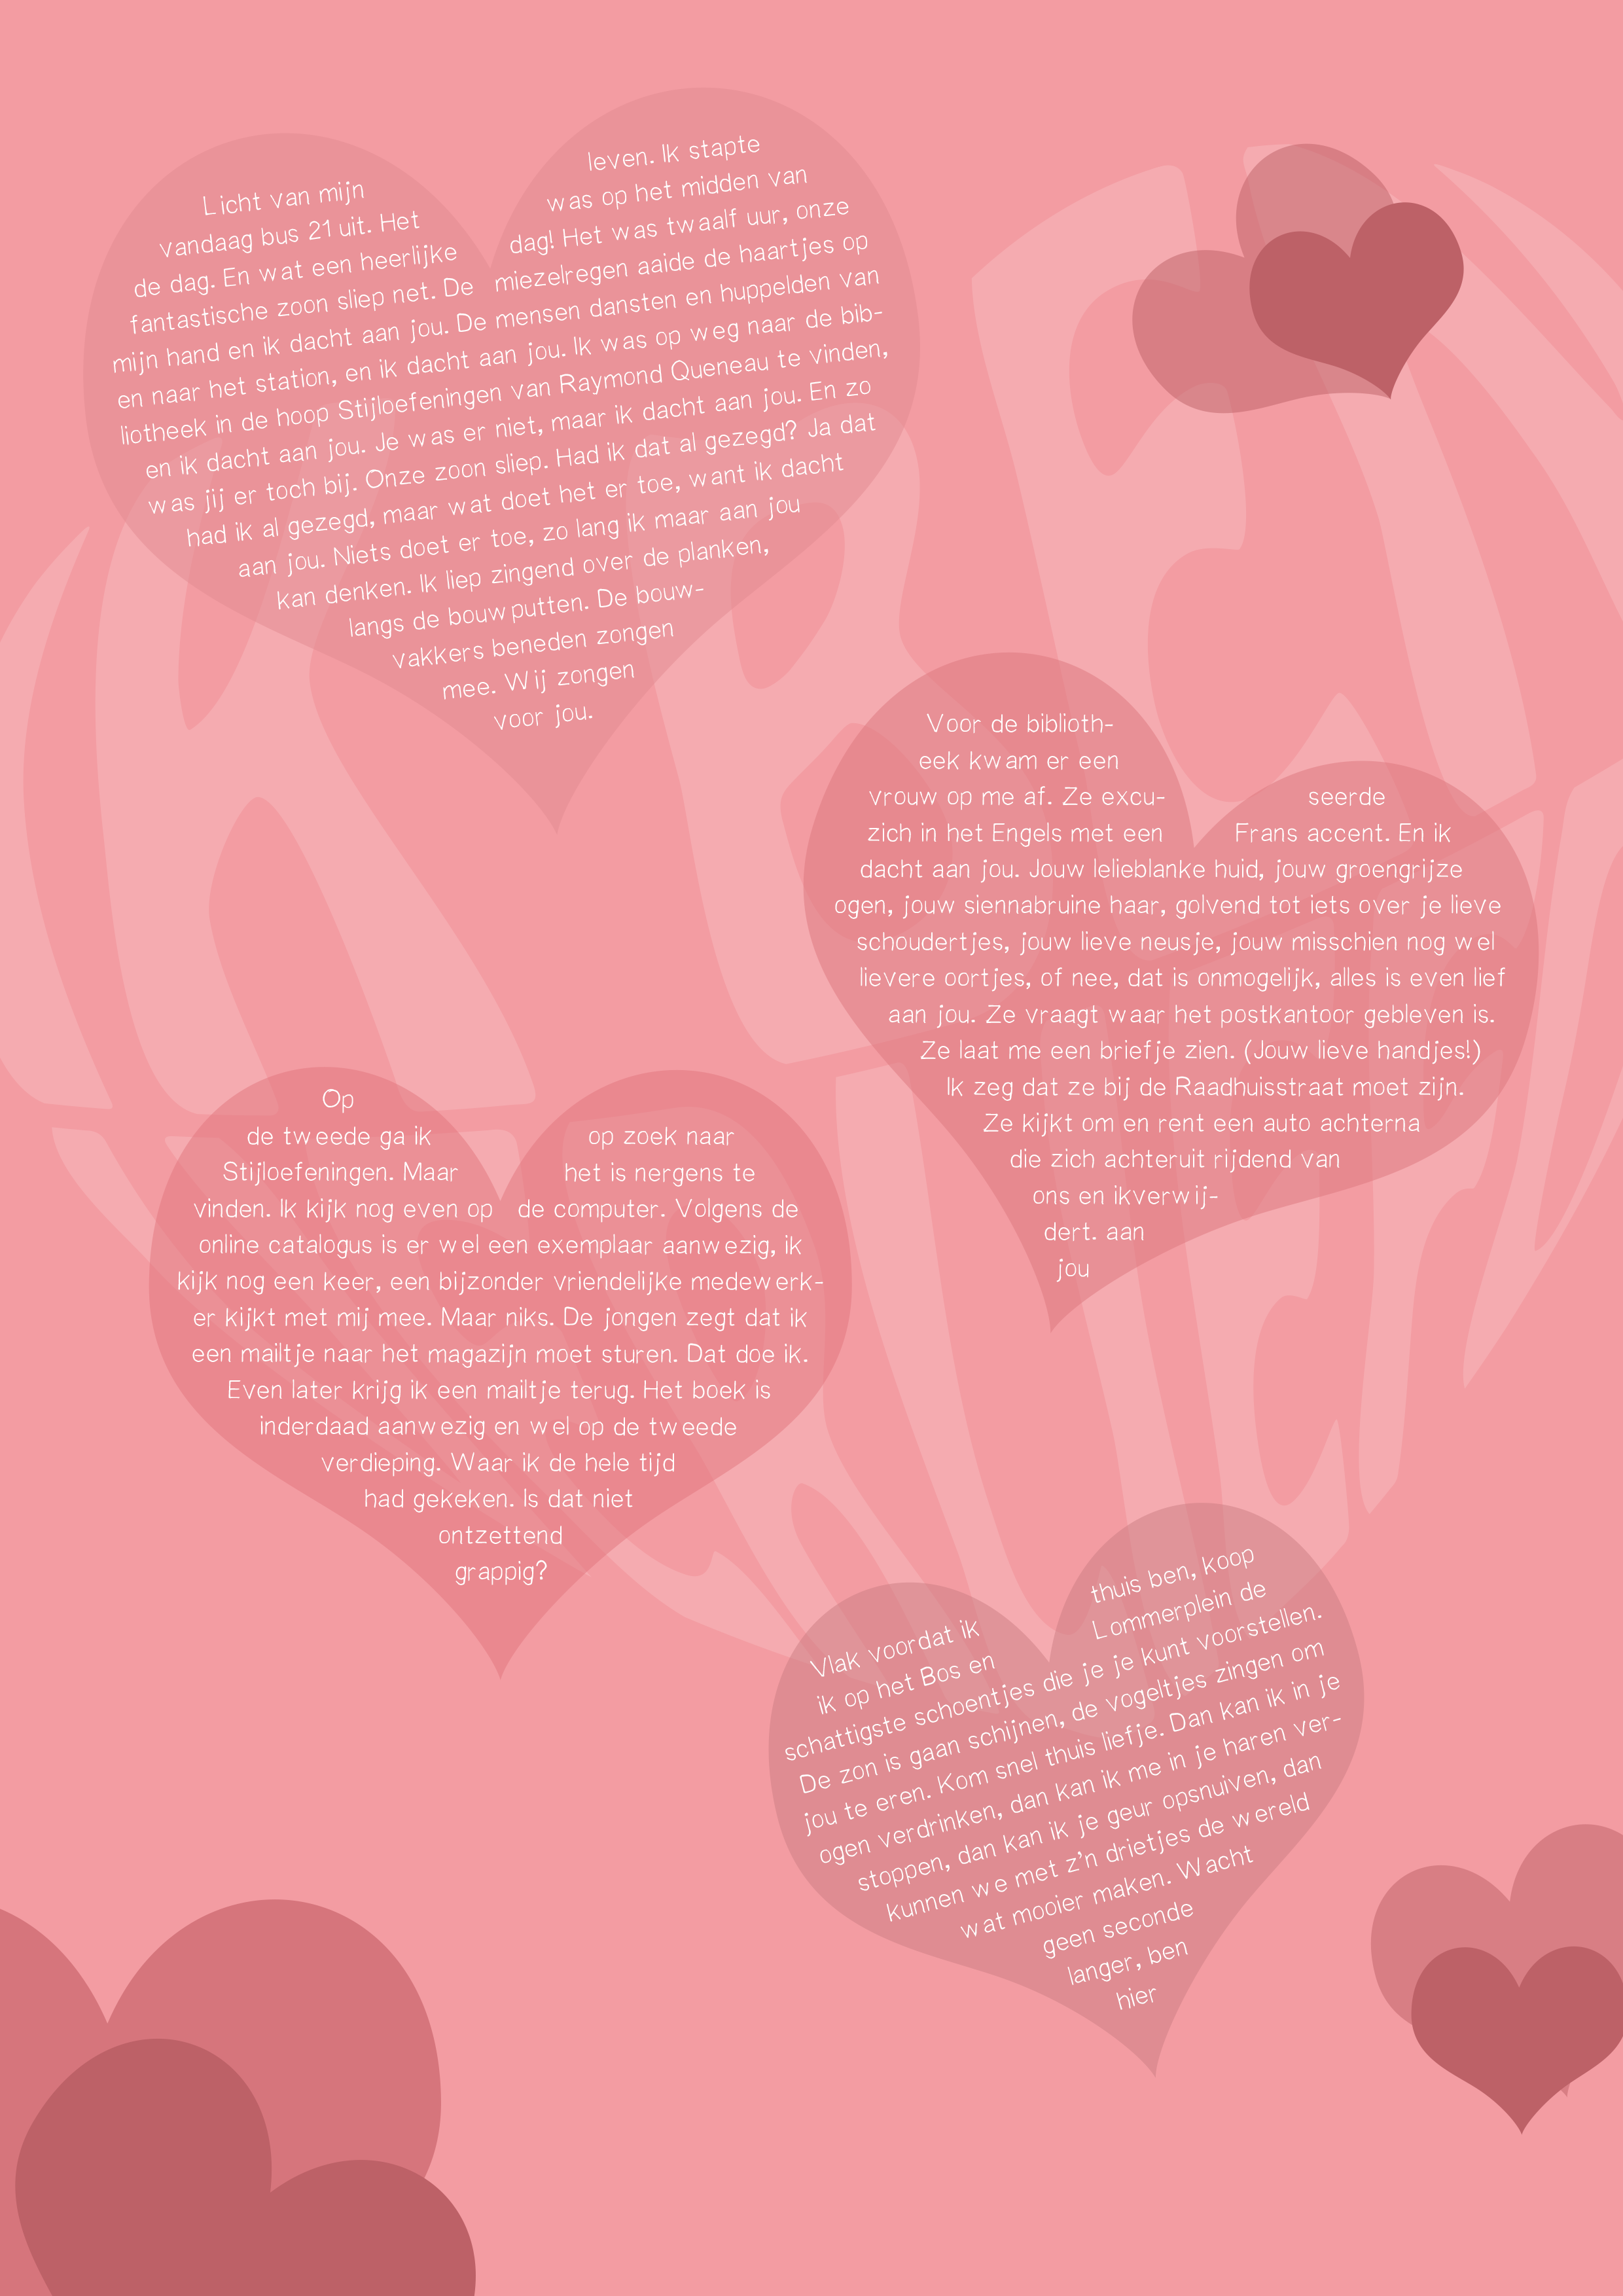 Licht van mijn leven. Ik stapte
vandaag bus 21 uit. Het was op het midden van
de dag. En wat een heerlijke dag! Het was twaalf uur, onze
fantastische zoon sliep net. De miezelregen aaide de haartjes op
mijn hand en ik dacht aan jou. De mensen dansten en huppelden van
en naar het station, en ik dacht aan jou. Ik was op weg naar de bib-
liotheek in de hoop Stijloefeningen van Raymond Queneau te vinden,
en ik dacht aan jou. Je was er niet, maar ik dacht aan jou. En zo
was jij er toch bij. Onze zoon sliep. Had ik dat al gezegd? Ja dat
had ik al gezegd, maar wat doet het er toe, want ik dacht
aan jou. Niets doet er toe, zo lang ik maar aan jou
kan denken. Ik liep zingend over de planken,
langs de bouwputten. De bouw-
vakkers beneden zongen
mee. Wij zongen
voor jou.
Voor de biblioth-
eek kwam er een
vrouw op me af. Ze excu- seerde
zich in het Engels met een Frans accent. En ik
dacht aan jou. Jouw lelieblanke huid, jouw groengrijze
ogen, jouw siennabruine haar, golvend tot iets over je lieve
schoudertjes, jouw lieve neusje, jouw misschien nog wel
lievere oortjes, of nee, dat is onmogelijk, alles is even lief
aan jou. Ze vraagt waar het postkantoor gebleven is.
Ze laat me een briefje zien. (Jouw lieve handjes!)
Ik zeg dat ze bij de Raadhuisstraat moet zijn.
Ze kijkt om en rent een auto achterna
die zich achteruit rijdend van
ons en ikverwij-
dert. aan
jou
Op
de tweede ga ik op zoek naar
Stijloefeningen. Maar het is nergens te
vinden. Ik kijk nog even op de computer. Volgens de
online catalogus is er wel een exemplaar aanwezig, ik
kijk nog een keer, een bijzonder vriendelijke medewerk-
er kijkt met mij mee. Maar niks. De jongen zegt dat ik
een mailtje naar het magazijn moet sturen. Dat doe ik.
Even later krijg ik een mailtje terug. Het boek is
inderdaad aanwezig en wel op de tweede
verdieping. Waar ik de hele tijd
had gekeken. Is dat niet
ontzettend
grappig?
Vlak voordat ik thuis ben, koop
ik op het Bos en Lommerplein de
schattigste schoentjes die je je kunt voorstellen.
De zon is gaan schijnen, de vogeltjes zingen om
jou te eren. Kom snel thuis liefje. Dan kan ik in je
ogen verdrinken, dan kan ik me in je haren ver-
stoppen, dan kan ik je geur opsnuiven, dan
kunnen we met z'n drietjes de wereld
wat mooier maken. Wacht
geen seconde
langer, ben
hier